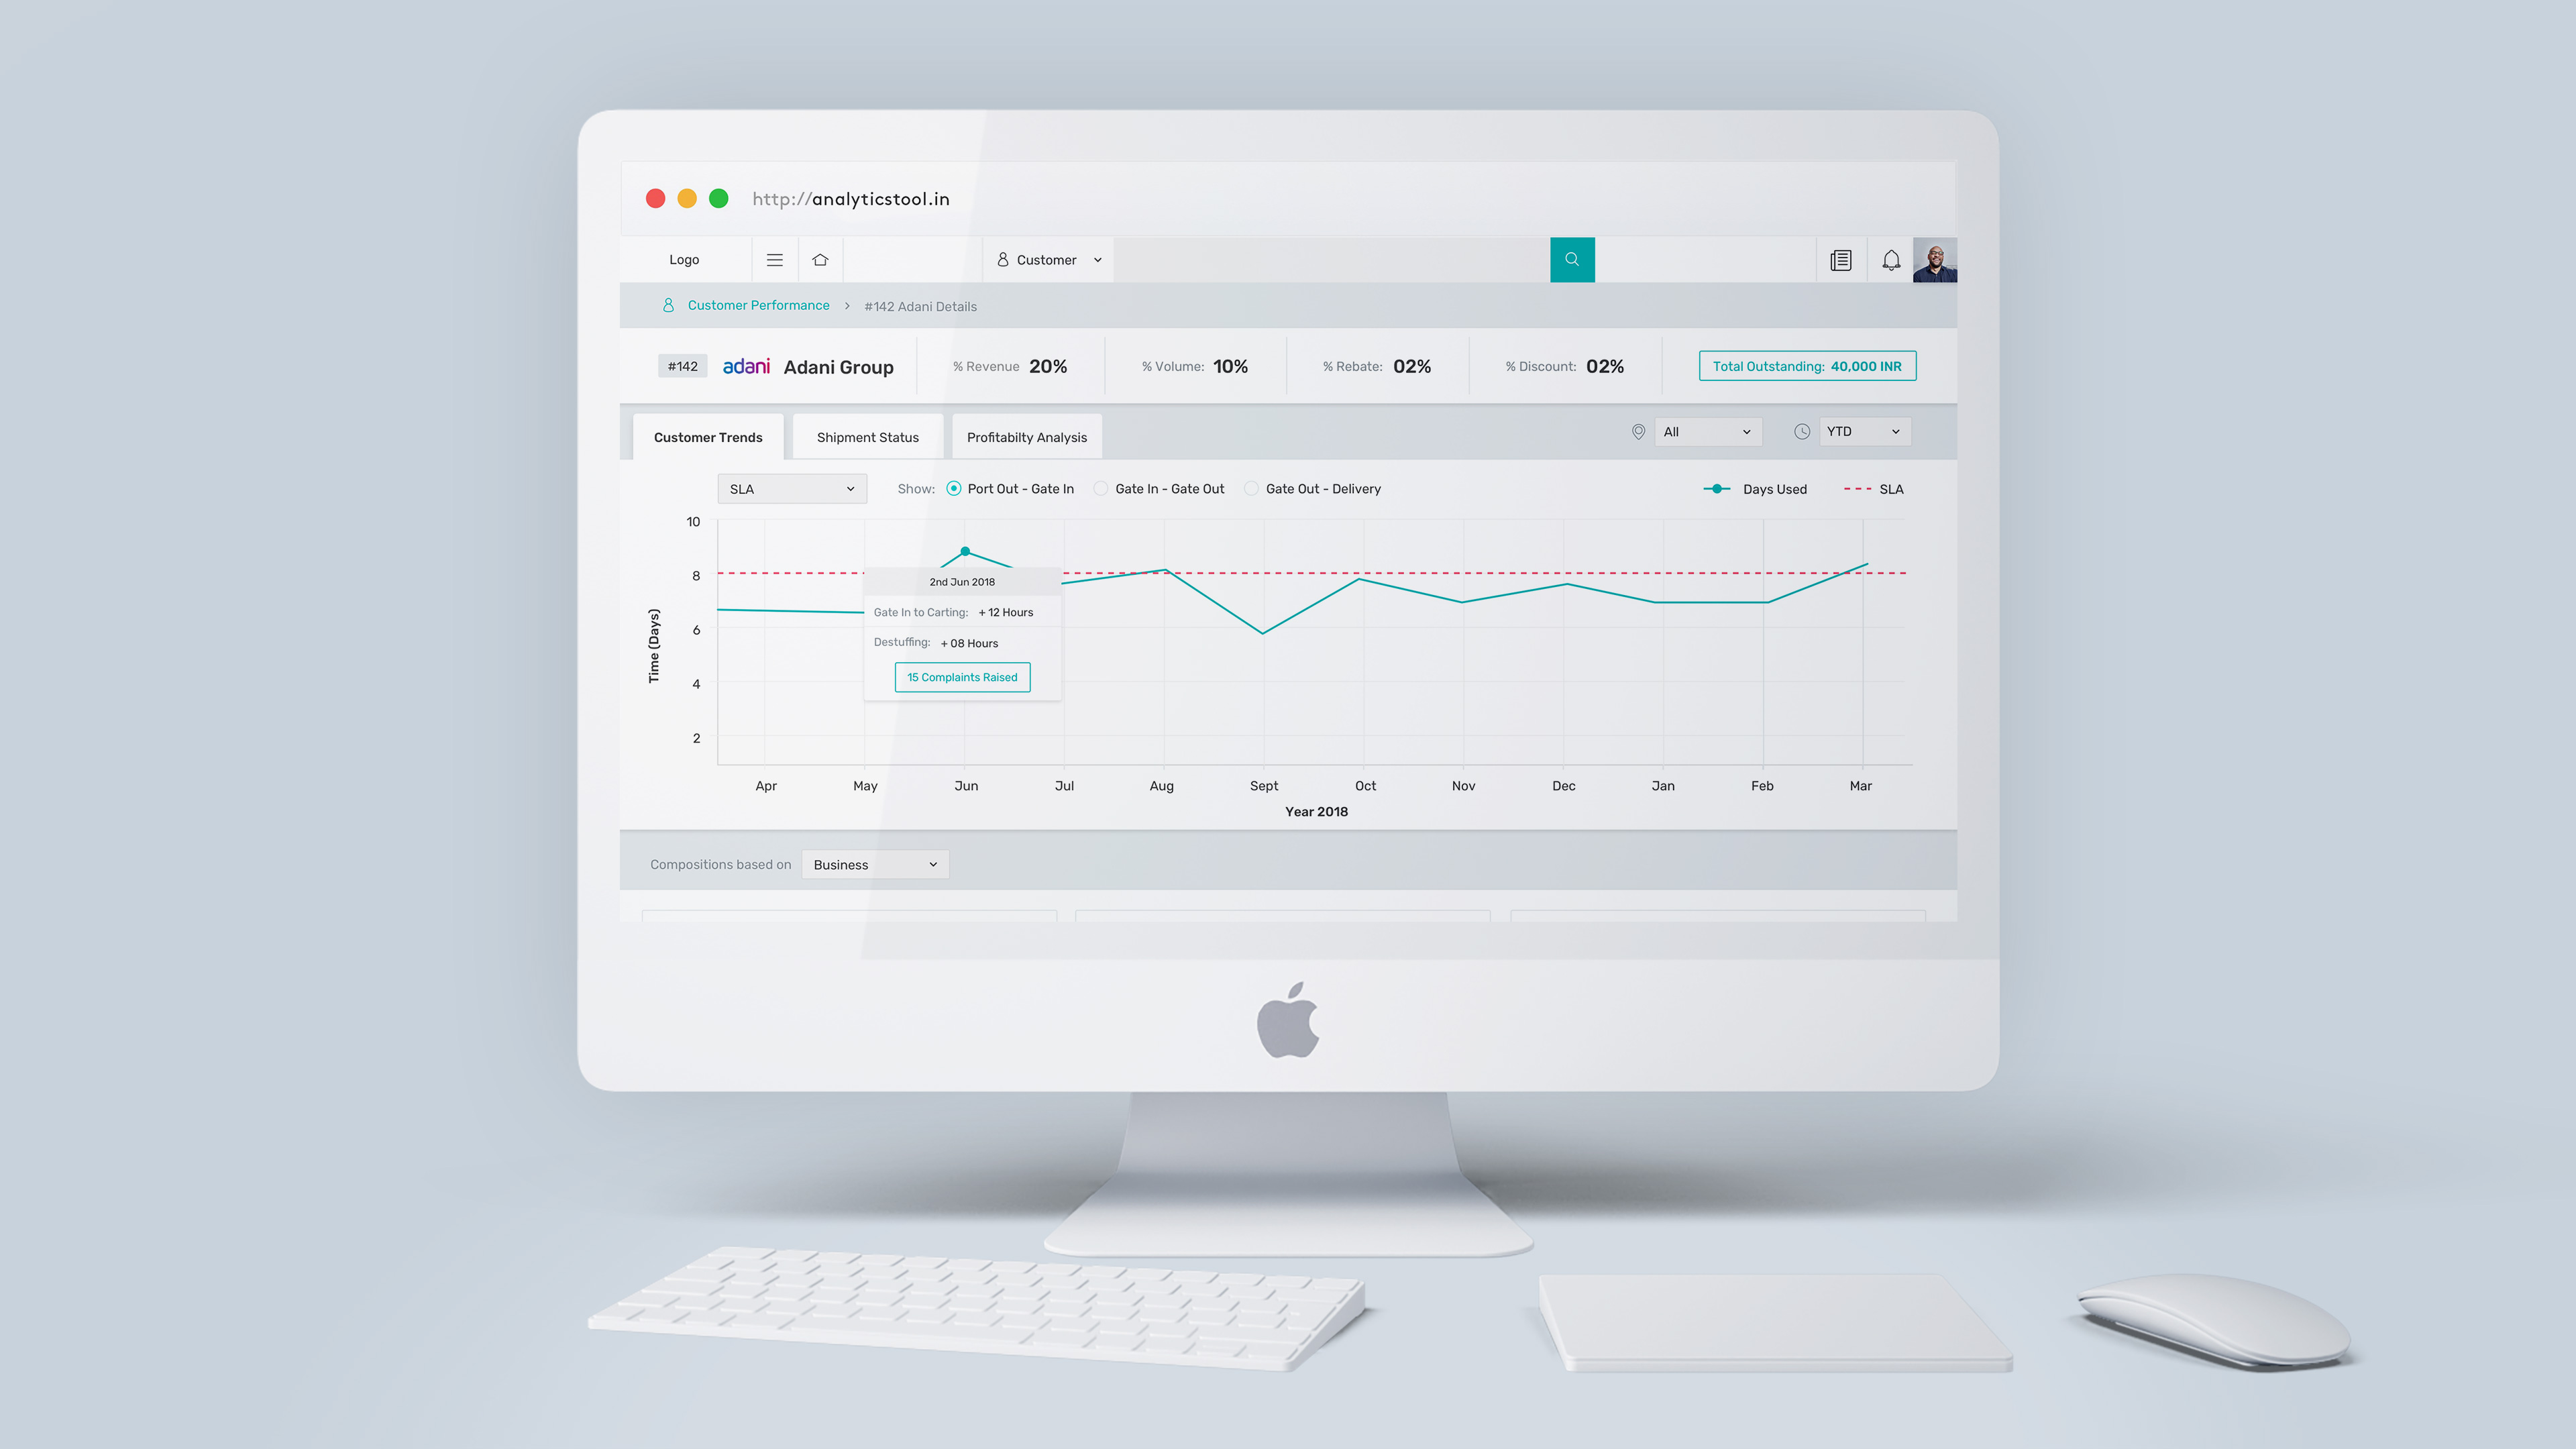 http://analyticstool.in
Logo
Customer
Customer Performance > #142 Adani Details
#142 adani Adani Group % Revenue 20% % Volume: 10% % Rebate: 02% % Discount: 02% Total Outstanding: 40,000 INR
Customer Trends Shipment Status Profitabilty Analysis All YTD
SLA Show: Port Out - Gate In Gate In - Gate Out Gate Out - Delivery Days Used SLA
10
8
6
4
2
Time (Days)
2nd Jun 2018
Gate In to Carting: + 12 Hours
Destuffing: + 08 Hours
15 Complaints Raised
Apr May Jun Jul Aug Sept Oct Nov Dec Jan Feb Mar
Year 2018
Compositions based on Business